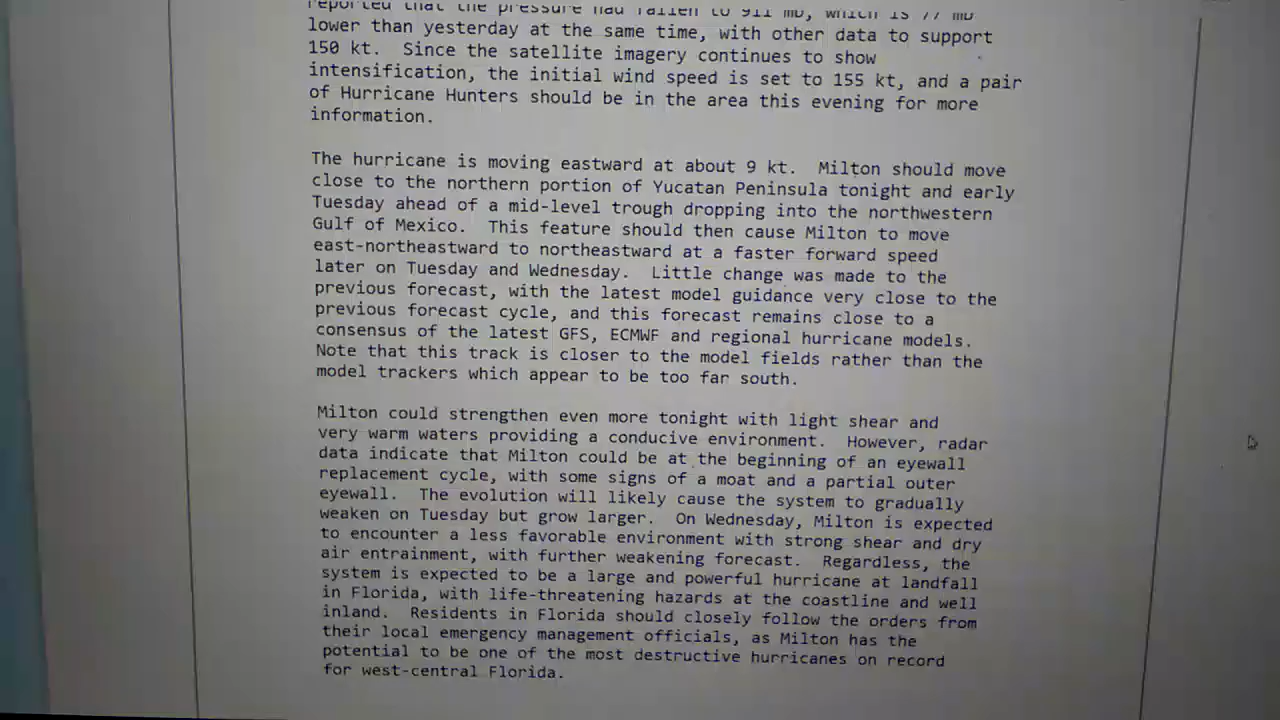 reported that the pressure had fallen to 911 mb, which is 77 mb
lower than yesterday at the same time, with other data to support
150 kt.  Since the satellite imagery continues to show
intensification, the initial wind speed is set to 155 kt, and a pair
of Hurricane Hunters should be in the area this evening for more
information.
The hurricane is moving eastward at about 9 kt.  Milton should move
close to the northern portion of Yucatan Peninsula tonight and early
Tuesday ahead of a mid-level trough dropping into the northwestern
Gulf of Mexico.  This feature should then cause Milton to move
east-northeastward to northeastward at a faster forward speed
later on Tuesday and Wednesday.  Little change was made to the
previous forecast, with the latest model guidance very close to the
previous forecast cycle, and this forecast remains close to a
consensus of the latest GFS, ECMWF and regional hurricane models.
Note that this track is closer to the model fields rather than the
model trackers which appear to be too far south.
Milton could strengthen even more tonight with light shear and
very warm waters providing a conducive environment.  However, radar
data indicate that Milton could be at the beginning of an eyewall
replacement cycle, with some signs of a moat and a partial outer
eyewall.  The evolution will likely cause the system to gradually
weaken on Tuesday but grow larger.  On Wednesday, Milton is expected
to encounter a less favorable environment with strong shear and dry
air entrainment, with further weakening forecast.  Regardless, the
system is expected to be a large and powerful hurricane at landfall
in Florida, with life-threatening hazards at the coastline and well
inland.  Residents in Florida should closely follow the orders from
their local emergency management officials, as Milton has the
potential to be one of the most destructive hurricanes on record
for west-central Florida.